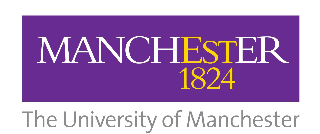 MANCHESTER
1824
The University of Manchester